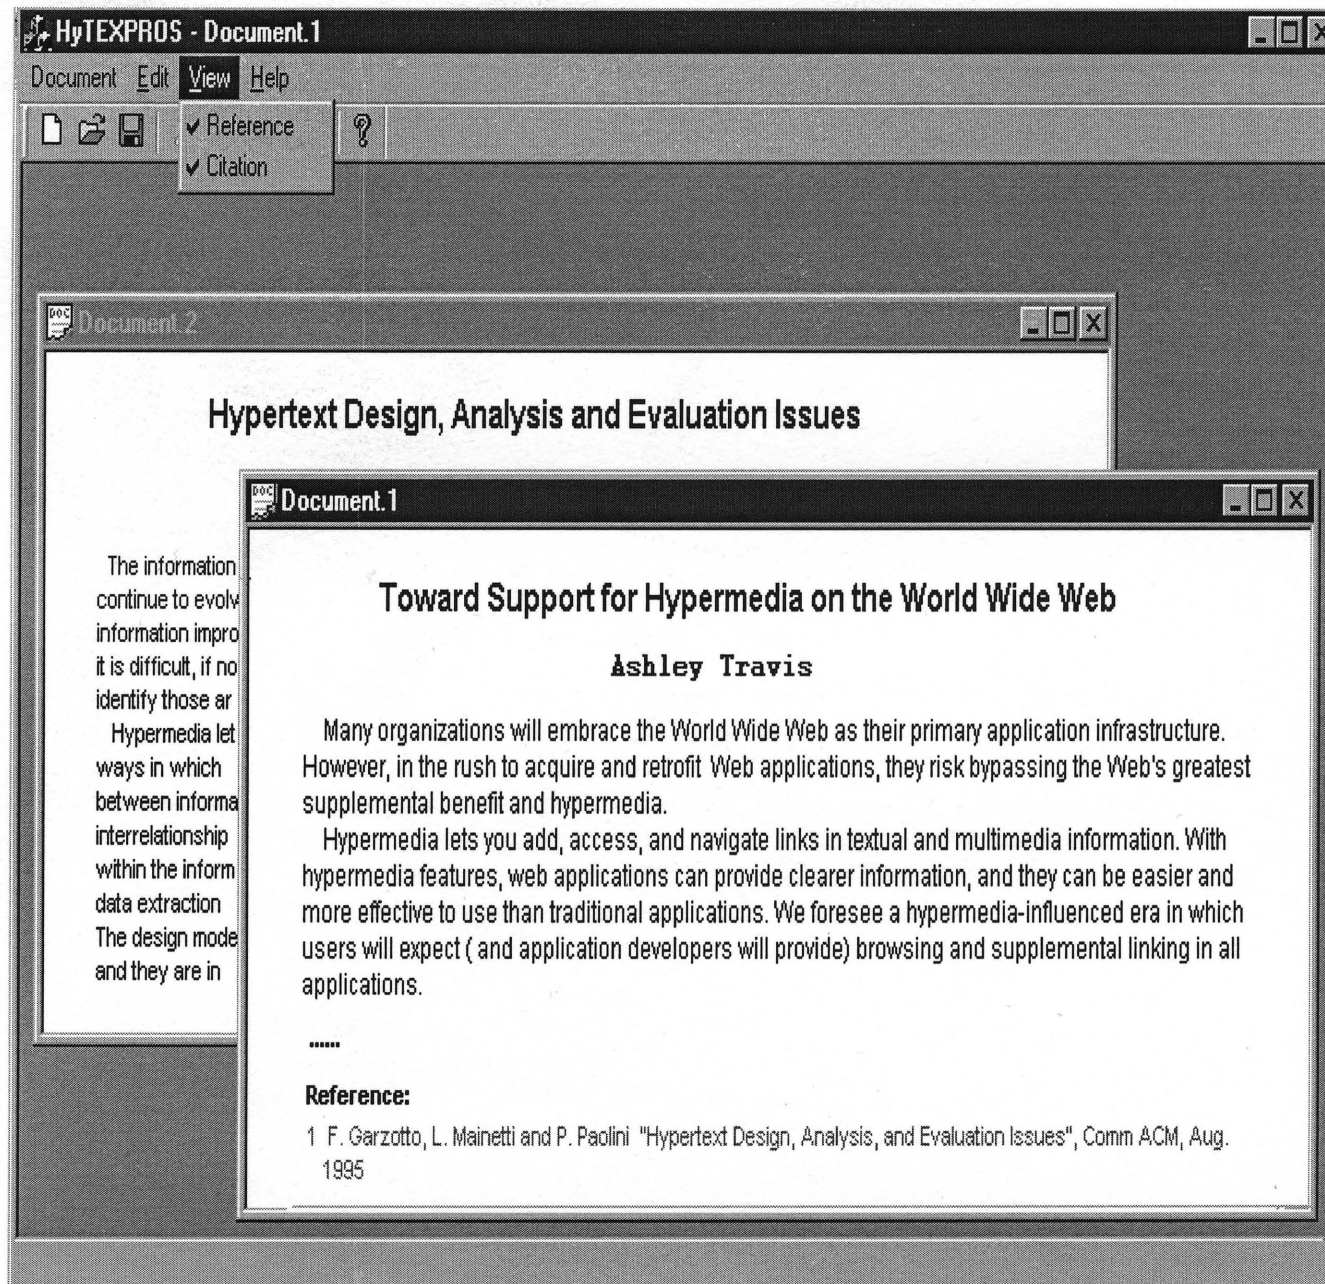 HyTEXPROS - Document.1
Document Edit View Help
Reference
Citation
DOC
Document.2
Hypertext Design, Analysis and Evaluation Issues
The information
continue to evolv
information impro
it is difficult, if no
identify those ar
Hypermedia let
ways in which
between informa
interrelationship
within the inform
data extraction
The design mode
and they are in
DOC
Document.1
Toward Support for Hypermedia on the World Wide Web
Ashley Travis
Many organizations will embrace the World Wide Web as their primary application infrastructure.
However, in the rush to acquire and retrofit Web applications, they risk bypassing the Web's greatest
supplemental benefit and hypermedia.
Hypermedia lets you add, access, and navigate links in textual and multimedia information. With
hypermedia features, web applications can provide clearer information, and they can be easier and
more effective to use than traditional applications. We foresee a hypermedia-influenced era in which
users will expect ( and application developers will provide) browsing and supplemental linking in all
applications.
......
Reference:
1 F. Garzotto, L. Mainetti and P. Paolini "Hypertext Design, Analysis, and Evaluation Issues", Comm ACM, Aug.
1995